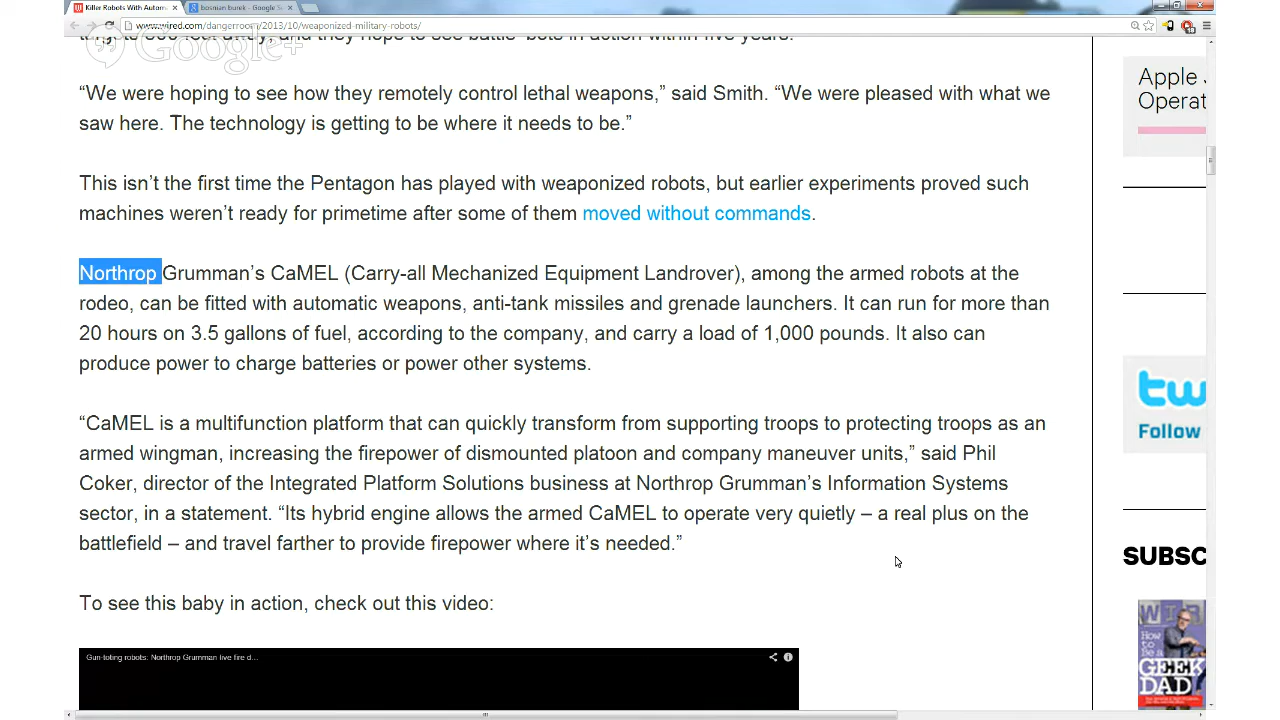 Killer Robots With Autom
bosnian burek - Google S
www.wired.com/dangerroom/2013/10/weaponized-military-robots/
Google+
and they hope to see battle bots in action within five years.
“We were hoping to see how they remotely control lethal weapons,” said Smith. “We were pleased with what we
saw here. The technology is getting to be where it needs to be.”
This isn’t the first time the Pentagon has played with weaponized robots, but earlier experiments proved such
machines weren’t ready for primetime after some of them moved without commands.
Northrop Grumman’s CaMEL (Carry-all Mechanized Equipment Landrover), among the armed robots at the
rodeo, can be fitted with automatic weapons, anti-tank missiles and grenade launchers. It can run for more than
20 hours on 3.5 gallons of fuel, according to the company, and carry a load of 1,000 pounds. It also can
produce power to charge batteries or power other systems.
“CaMEL is a multifunction platform that can quickly transform from supporting troops to protecting troops as an
armed wingman, increasing the firepower of dismounted platoon and company maneuver units,” said Phil
Coker, director of the Integrated Platform Solutions business at Northrop Grumman’s Information Systems
sector, in a statement. “Its hybrid engine allows the armed CaMEL to operate very quietly – a real plus on the
battlefield – and travel farther to provide firepower where it’s needed.”
To see this baby in action, check out this video:
Gun-toting robots: Northrop Grumman live fire d...
Apple
Operat
tw
Follow
SUBSC
WIR
How to
Be a
GEEK
DAD